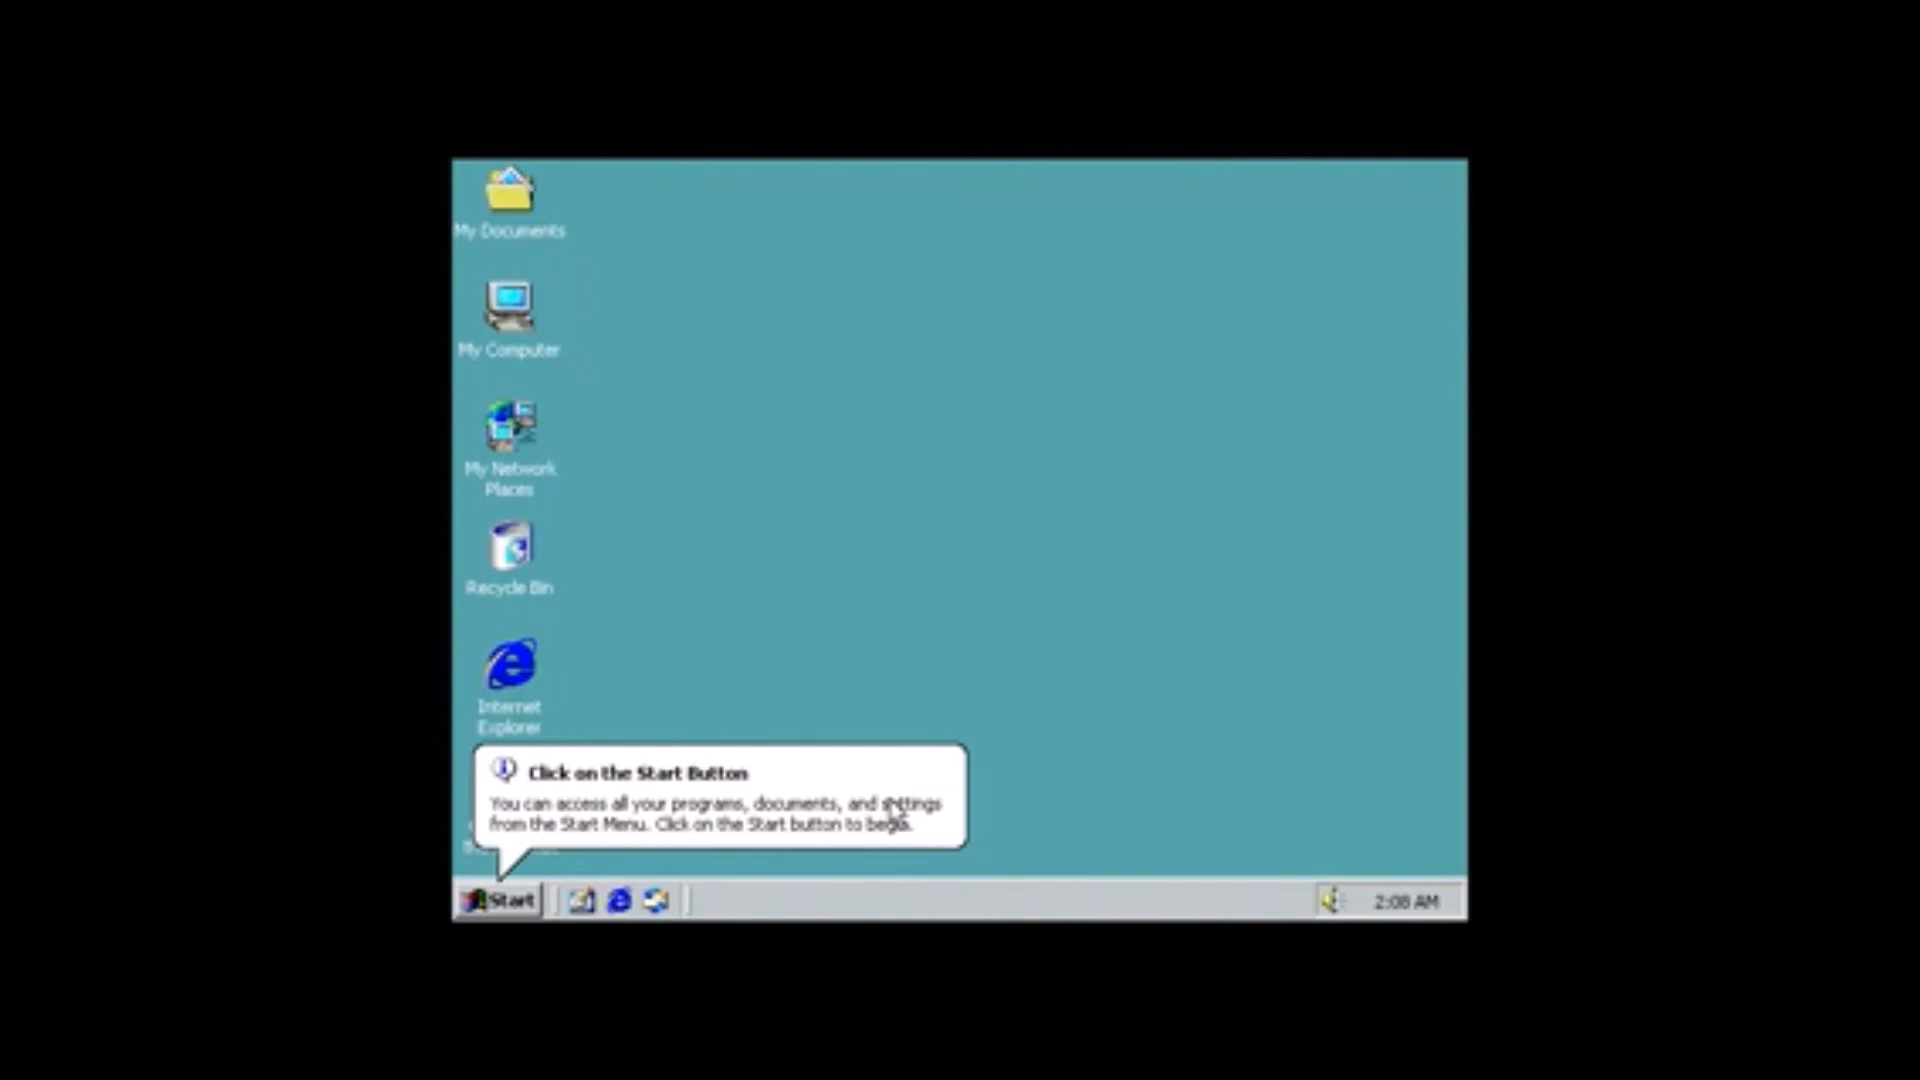 My Documents
My Computer
My Network
Places
Recycle Bin
Internet
Explorer
Click on the Start Button
You can access all your programs, documents, and settings
from the Start Menu. Click on the Start button to begin.
Start
2:08 AM